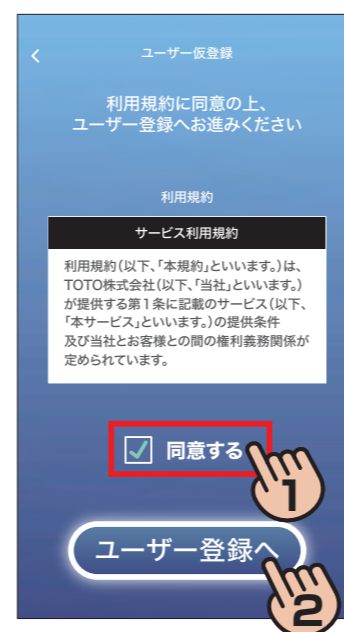 ユーザー仮登録
利用規約に同意の上、
ユーザー登録へお進みください
利用規約
サービス利用規約
利用規約(以下、「本規約」といいます。)は、
TOTO株式会社(以下、「当社」といいます。)
が提供する第1条に記載のサービス(以下、
「本サービス」といいます。)の提供条件
及び当社とお客様との間の権利義務関係が
定められています。
同意する
1
ユーザー登録へ
2